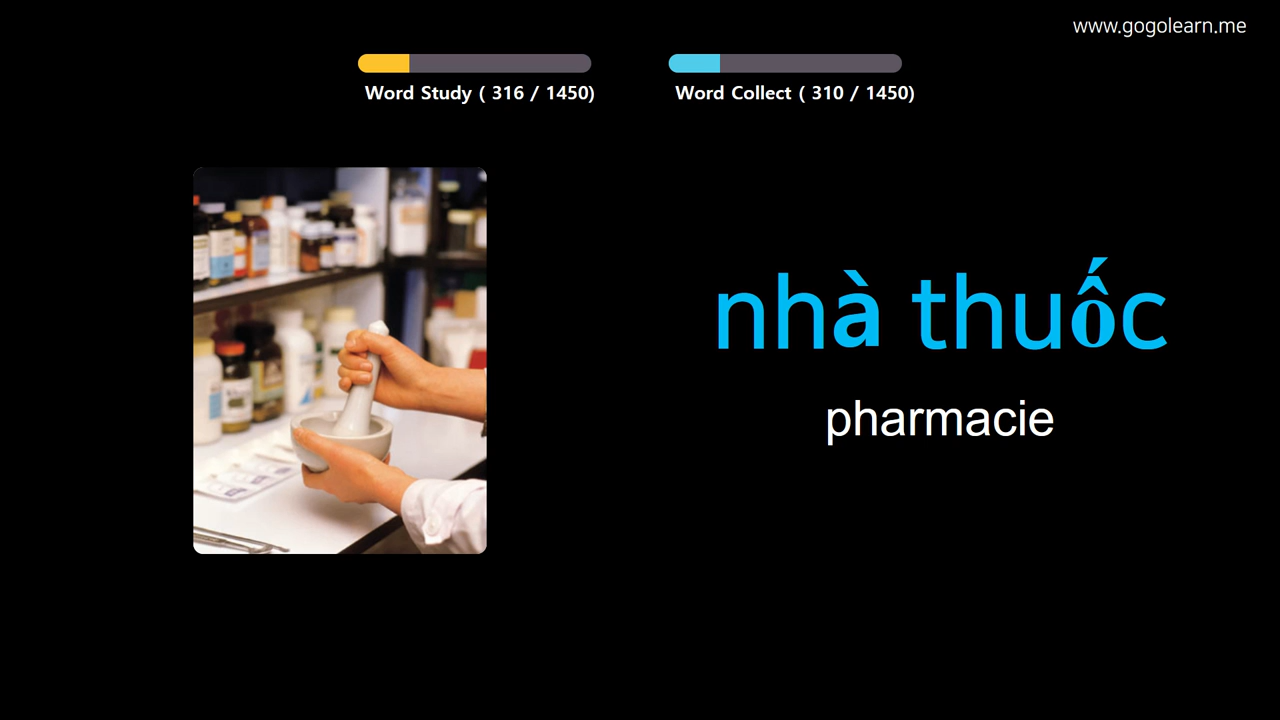 www.gogolearn.me
Word Study ( 316 / 1450)
Word Collect ( 310 / 1450)
nhà thuốc
pharmacie